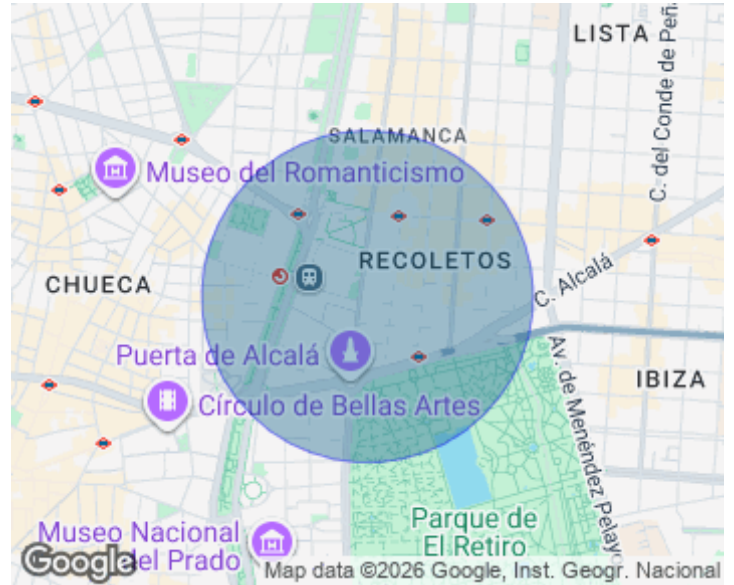 LISTA
C. del Conde de Peñ
SALAMANCA
Museo del Romanticismo
RECOLETOS
CHUECA
C. Alcalá
Puerta de Alcalá
Av. de Menéndez Pelayo
IBIZA
Círculo de Bellas Artes
Parque de
El Retiro
Museo Nacional
del Prado
Google
Map data ©2026 Google, Inst. Geogr. Nacional